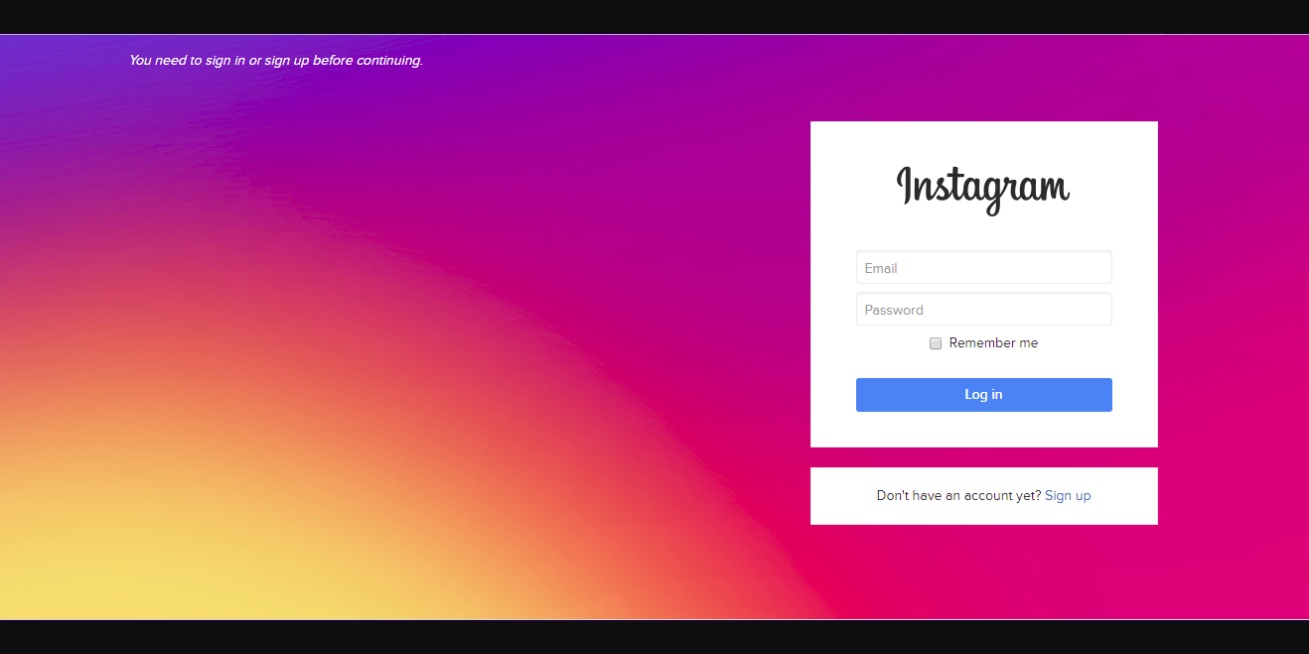 You need to sign in or sign up before continuing.
Instagram
Email
Password
Remember me
Log in
Don't have an account yet? Sign up